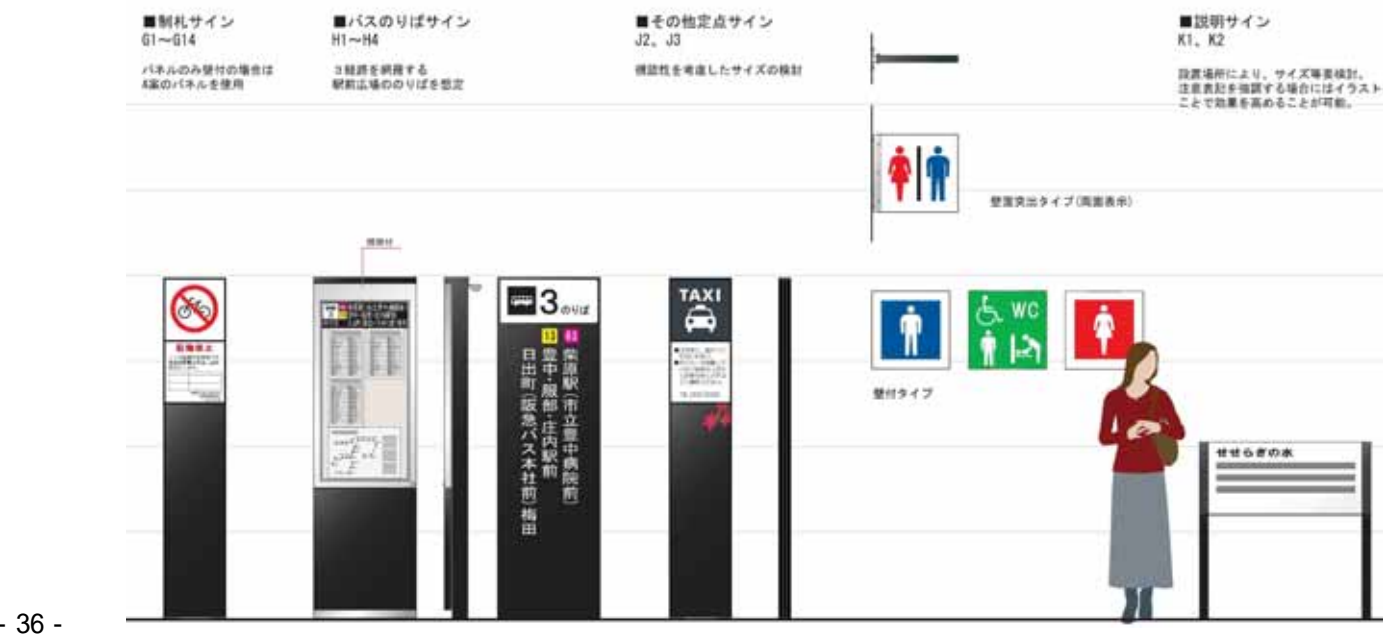 ■制札サイン
G1～G14
パネルのみ壁付の場合は
A案のパネルを使用
■バスのりばサイン
H1～H4
3経路を網羅する
駅前広場ののりばを想定
■その他定点サイン
J2、J3
視認性を考慮したサイズの検討
■説明サイン
K1、K2
設置場所により、サイズ等要検討。
注意表記を強調する場合にはイラスト
ことで効果を高めることが可能。
壁面突出タイプ(両面表示)
駐輪禁止
3のりば
61 柴原駅(市立豊中病院前)
13 豊中・服部・庄内駅前
日出町(阪急バス本社前)梅田
TAXI
WC
壁付タイプ
せせらぎの水
- 36 -